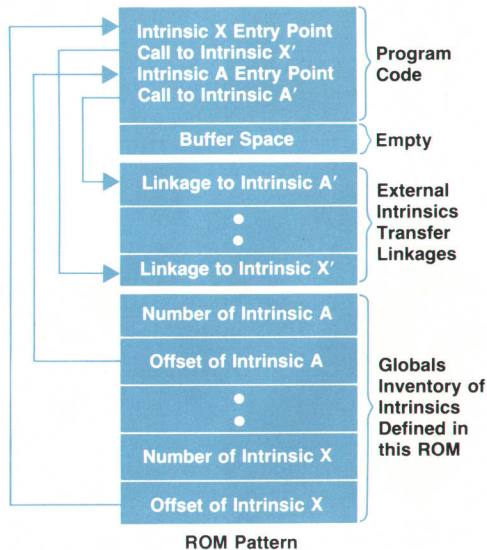 Intrinsic X Entry Point
Call to Intrinsic X′
Intrinsic A Entry Point
Call to Intrinsic A′
Program
Code
Buffer Space
Empty
Linkage to Intrinsic A′
Linkage to Intrinsic X′
External
Intrinsics
Transfer
Linkages
Number of Intrinsic A
Offset of Intrinsic A
Number of Intrinsic X
Offset of Intrinsic X
Globals
Inventory of
Intrinsics
Defined in
this ROM
ROM Pattern